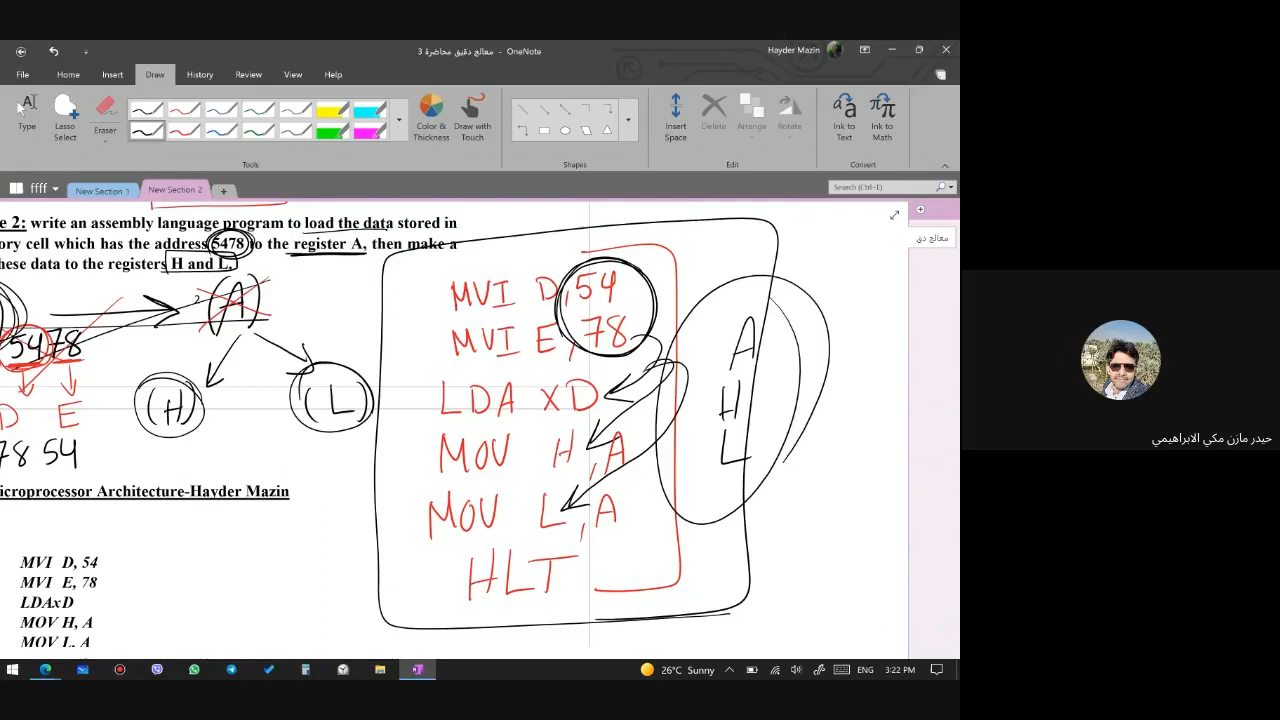 معالج دقيق محاضرة 3 - OneNote
Hayder Mazin
File Home Insert Draw History Review View Help
Type
Lasso Select
Eraser
Color & Thickness
Draw with Touch
Insert Space
Delete
Arrange
Rotate
Ink to Text
Ink to Math
Tools
Shapes
Edit
Convert
ffff
New Section 1
New Section 2
Search (Ctrl+E)
معالج دق
e 2: write an assembly language program to load the data stored in
ory cell which has the address 5478 to the register A, then make a
hese data to the registers H and L.
2
(A)
5478
(H)
(L)
D E
78 54
MVI D,54
MVI E,78
LDA XD
MOV H,A
MOV L,A
HLT
A
H
L
icroprocessor Architecture-Hayder Mazin
MVI D, 54
MVI E, 78
LDAxD
MOV H, A
MOV L, A
حيدر مازن مكي الابراهيمي
26°C Sunny
ENG
3:22 PM